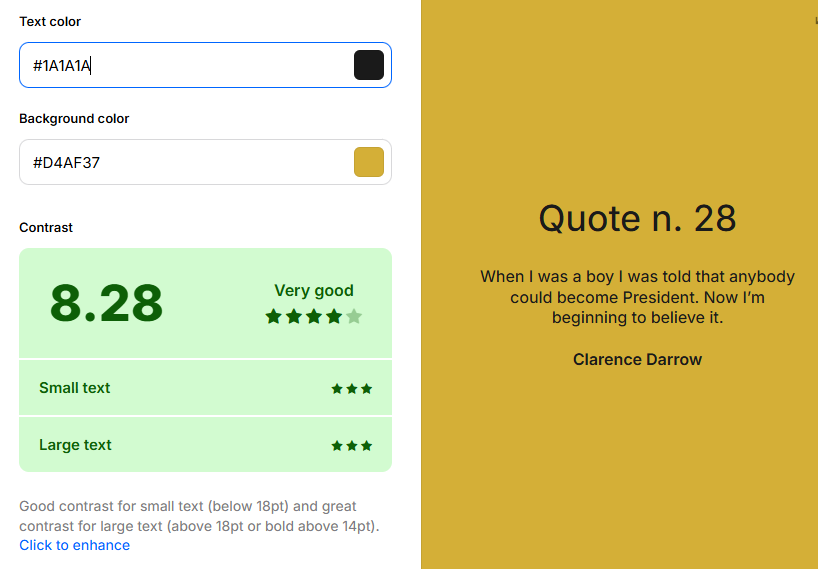 Text color
#1A1A1A
Background color
#D4AF37
Contrast
8.28
Very good
Small text
Large text
Good contrast for small text (below 18pt) and great
contrast for large text (above 18pt or bold above 14pt).
Click to enhance
Quote n. 28
When I was a boy I was told that anybody
could become President. Now I’m
beginning to believe it.
Clarence Darrow